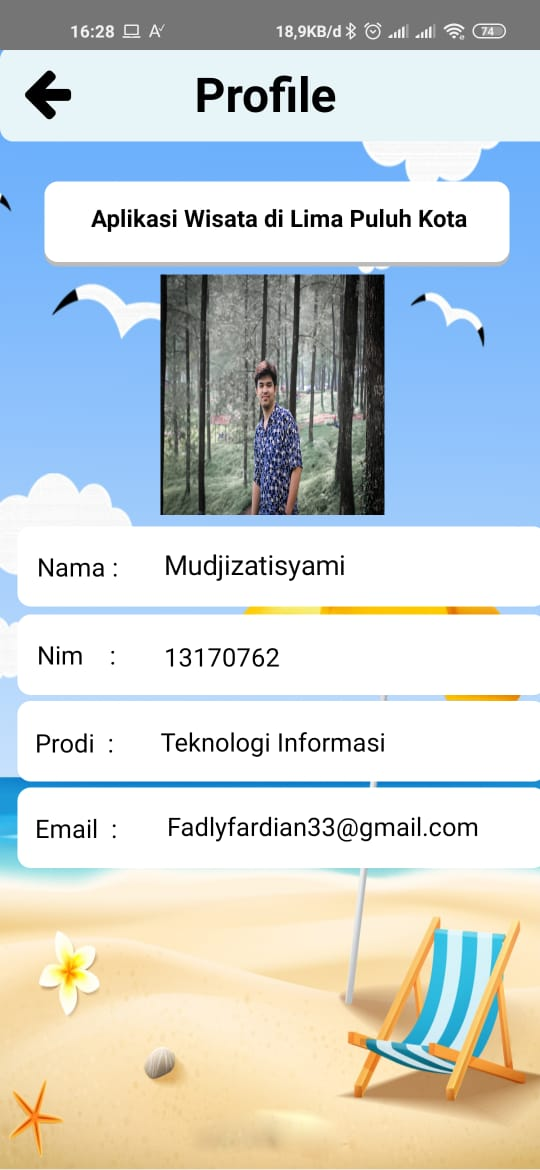 16:28
18,9KB/d
74
Profile
Aplikasi Wisata di Lima Puluh Kota
Nama : Mudjizatisyami
Nim : 13170762
Prodi : Teknologi Informasi
Email : Fadlyfardian33@gmail.com